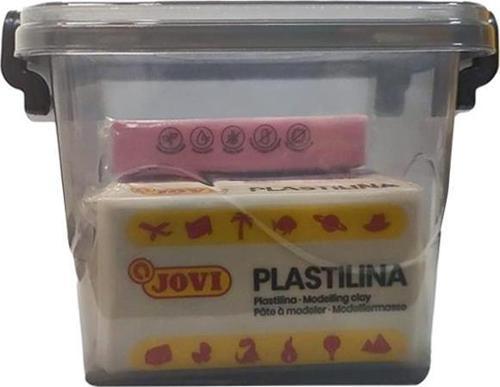 PLASTILINA
JOVI
PLASTILINA
Plastilina - Modelling clay
Pâte à modeler - Modelliermasse